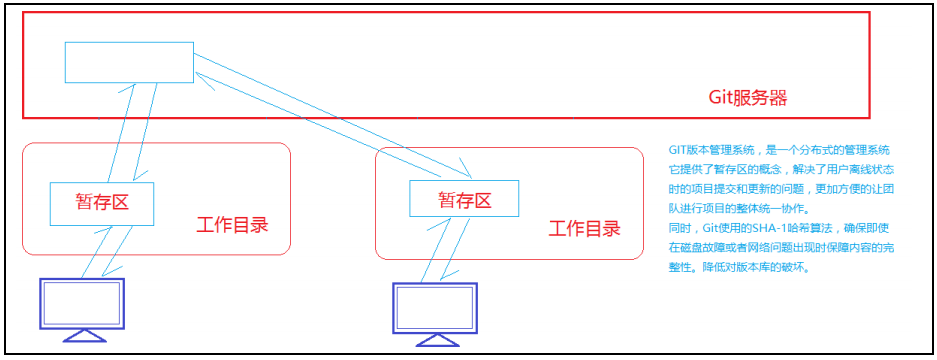 Git服务器
暂存区
工作目录
暂存区
工作目录
GIT版本管理系统，是一个分布式的管理系统
它提供了暂存区的概念，解决了用户离线状态
时的项目提交和更新的问题，更加方便的让团
队进行项目的整体统一协作。
同时，Git使用的SHA-1哈希算法，确保即使
在磁盘故障或者网络问题出现时保障内容的完
整性。降低对版本库的破坏。